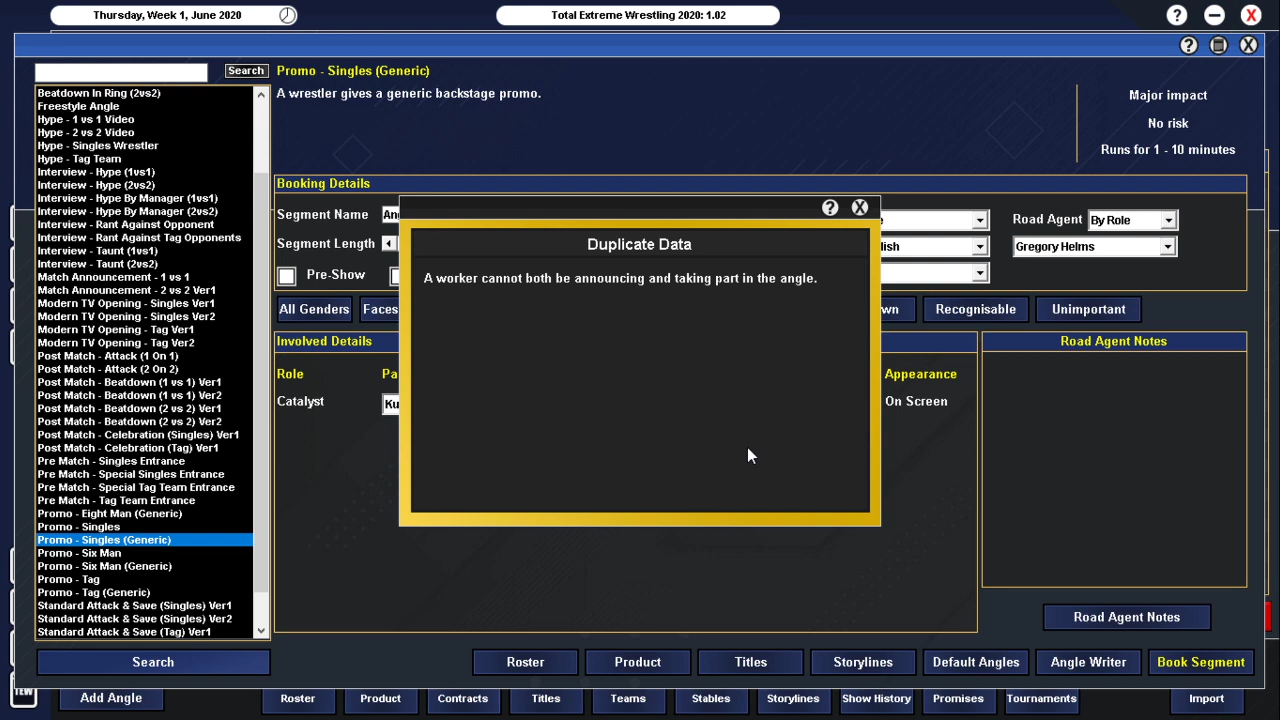 Thursday, Week 1, June 2020
Total Extreme Wrestling 2020: 1.02
Search
Promo - Singles (Generic)
A wrestler gives a generic backstage promo.
Major impact
No risk
Runs for 1 - 10 minutes
Beatdown In Ring (2vs2)
Freestyle Angle
Hype - 1 vs 1 Video
Hype - 2 vs 2 Video
Hype - Singles Wrestler
Hype - Tag Team
Interview - Hype (1vs1)
Interview - Hype (2vs2)
Interview - Hype By Manager (1vs1)
Interview - Hype By Manager (2vs2)
Interview - Rant Against Opponent
Interview - Rant Against Tag Opponents
Interview - Taunt (1vs1)
Interview - Taunt (2vs2)
Match Announcement - 1 vs 1
Match Announcement - 2 vs 2 Ver1
Modern TV Opening - Singles Ver1
Modern TV Opening - Singles Ver2
Modern TV Opening - Tag Ver1
Modern TV Opening - Tag Ver2
Post Match - Attack (1 On 1)
Post Match - Attack (2 On 2)
Post Match - Beatdown (1 vs 1) Ver1
Post Match - Beatdown (1 vs 1) Ver2
Post Match - Beatdown (2 vs 2) Ver1
Post Match - Beatdown (2 vs 2) Ver2
Post Match - Celebration (Singles) Ver1
Post Match - Celebration (Tag) Ver1
Pre Match - Singles Entrance
Pre Match - Special Singles Entrance
Pre Match - Special Tag Team Entrance
Pre Match - Tag Team Entrance
Promo - Eight Man (Generic)
Promo - Singles
Promo - Singles (Generic)
Promo - Six Man
Promo - Six Man (Generic)
Promo - Tag
Promo - Tag (Generic)
Standard Attack & Save (Singles) Ver1
Standard Attack & Save (Singles) Ver2
Standard Attack & Save (Tag) Ver1
Search
Booking Details
Segment Name An
Segment Length
Pre-Show
lish
Road Agent By Role
Gregory Helms
All Genders Faces wn Recognisable Unimportant
Involved Details
Role Pa Appearance
Catalyst Ku On Screen
Road Agent Notes
Duplicate Data
A worker cannot both be announcing and taking part in the angle.
Road Agent Notes
Roster Product Titles Storylines Default Angles Angle Writer Book Segment
TEW Add Angle Roster Product Contracts Titles Teams Stables Storylines Show History Promises Tournaments Import